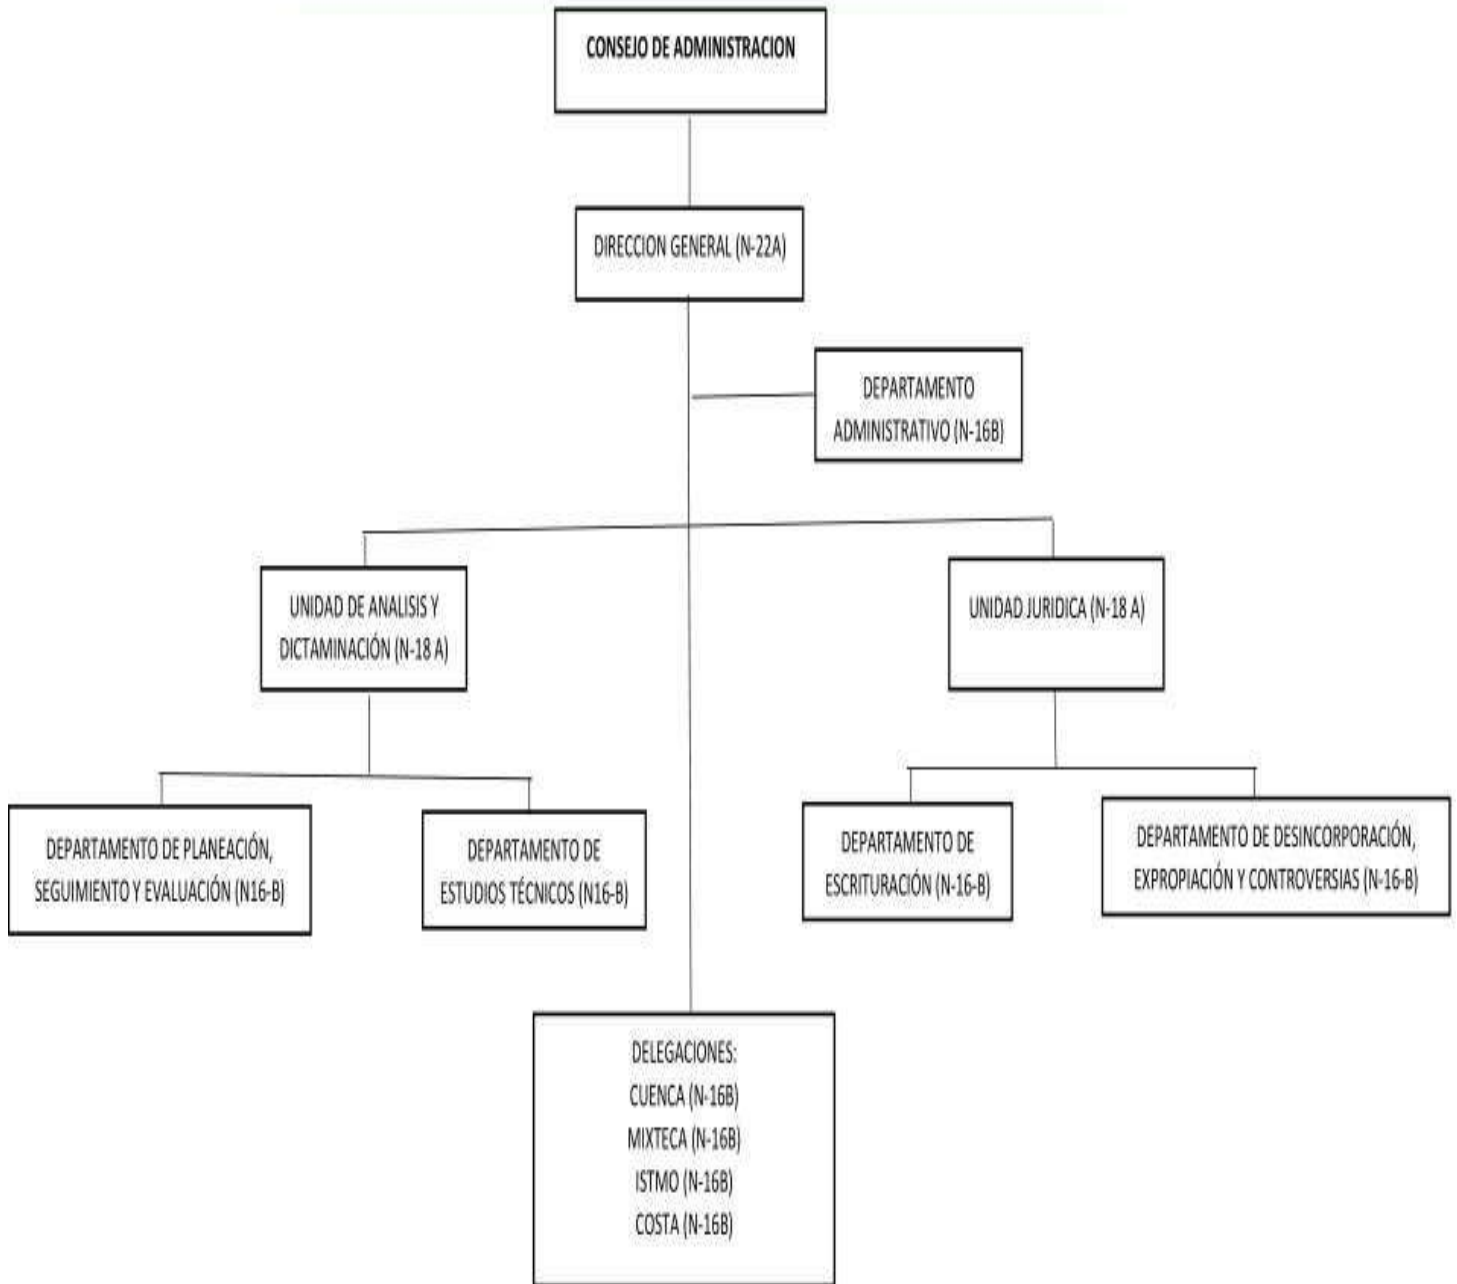 CONSEJO DE ADMINISTRACION
DIRECCION GENERAL (N-22A)
DEPARTAMENTO
ADMINISTRATIVO (N-16B)
UNIDAD DE ANALISIS Y
DICTAMINACIÓN (N-18 A)
UNIDAD JURIDICA (N-18 A)
DEPARTAMENTO DE PLANEACIÓN,
SEGUIMIENTO Y EVALUACIÓN (N16-B)
DEPARTAMENTO DE
ESTUDIOS TÉCNICOS (N16-B)
DEPARTAMENTO DE
ESCRITURACIÓN (N-16-B)
DEPARTAMENTO DE DESINCORPORACIÓN,
EXPROPIACIÓN Y CONTROVERSIAS (N-16-B)
DELEGACIONES:
CUENCA (N-16B)
MIXTECA (N-16B)
ISTMO (N-16B)
COSTA (N-16B)